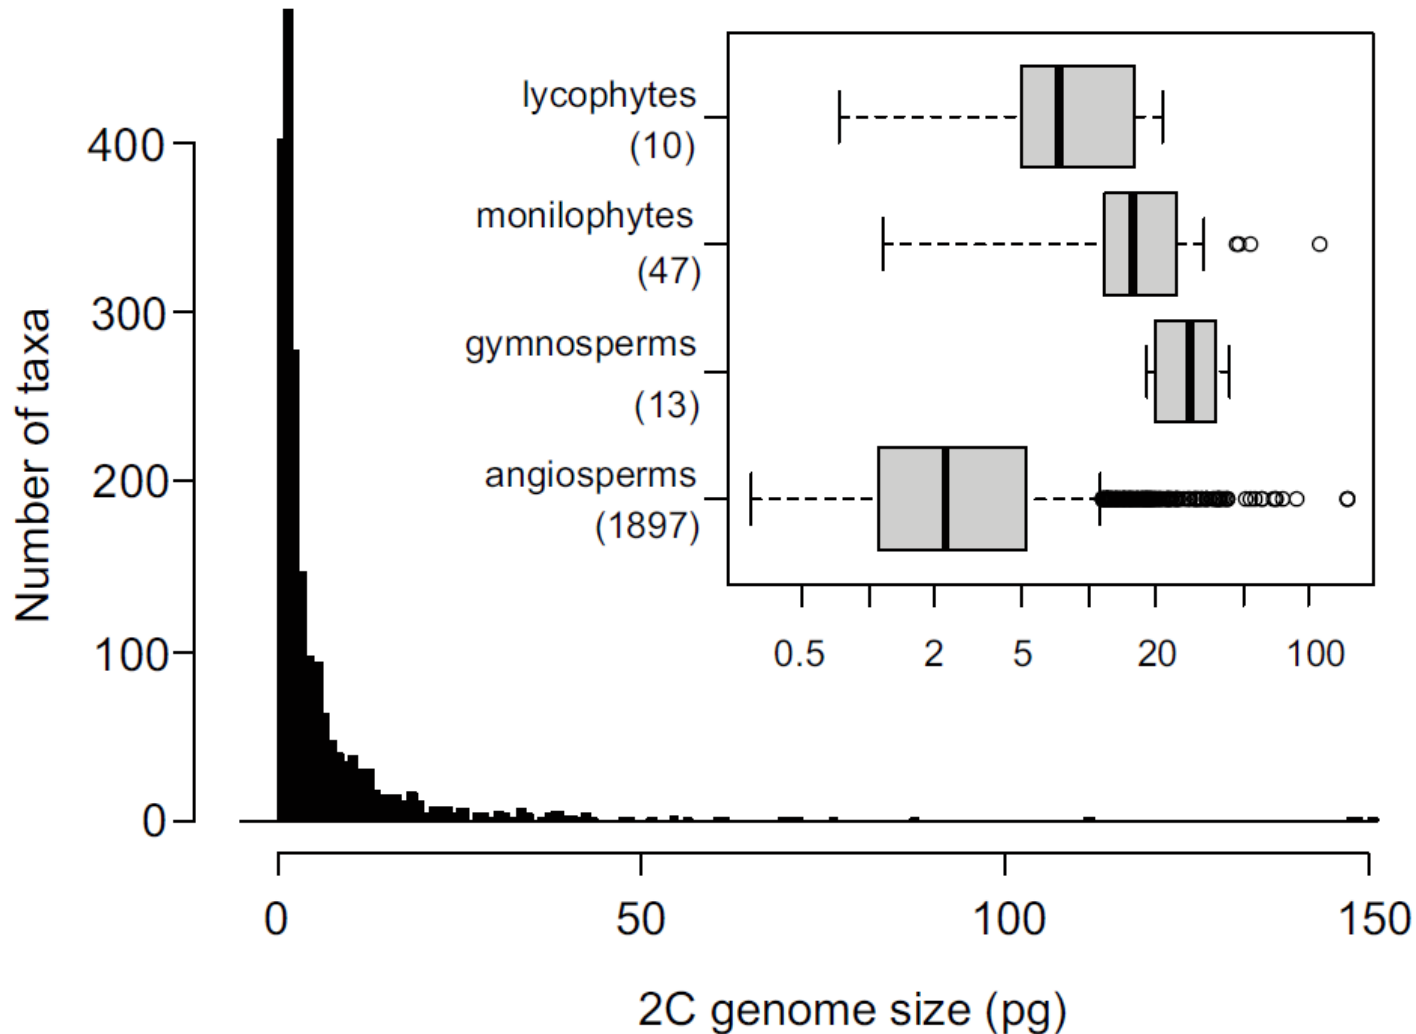 lycophytes
(10)
monilophytes
(47)
gymnosperms
(13)
angiosperms
(1897)
0.5 2 5 20 100
Number of taxa
400
300
200
100
0
0 50 100 150
2C genome size (pg)